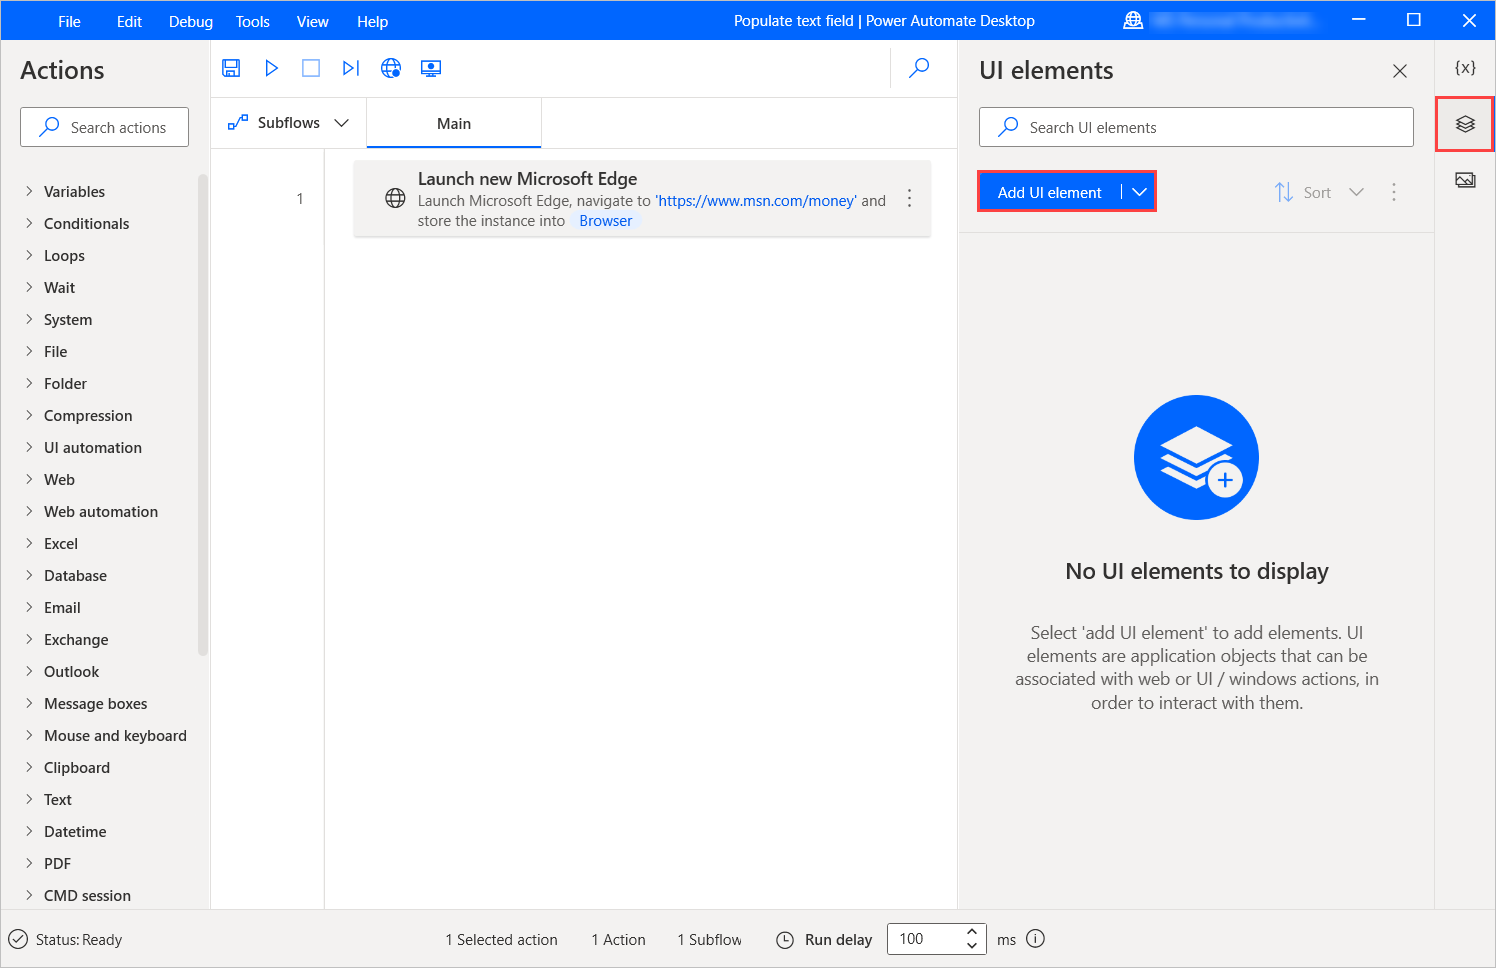 File Edit Debug Tools View Help
Populate text field | Power Automate Desktop
Actions
Search actions
Variables
Conditionals
Loops
Wait
System
File
Folder
Compression
UI automation
Web
Web automation
Excel
Database
Email
Exchange
Outlook
Message boxes
Mouse and keyboard
Clipboard
Text
Datetime
PDF
CMD session
Subflows
Main
1
Launch new Microsoft Edge
Launch Microsoft Edge, navigate to 'https://www.msn.com/money' and
store the instance into Browser
UI elements
{x}
Search UI elements
Add UI element
Sort
No UI elements to display
Select 'add UI element' to add elements. UI
elements are application objects that can be
associated with web or UI / windows actions, in
order to interact with them.
Status: Ready
1 Selected action
1 Action
1 Subflow
Run delay
100
ms